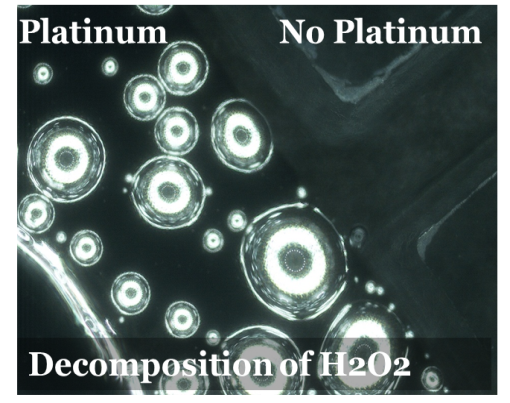 Platinum
No Platinum
Decomposition of H2O2